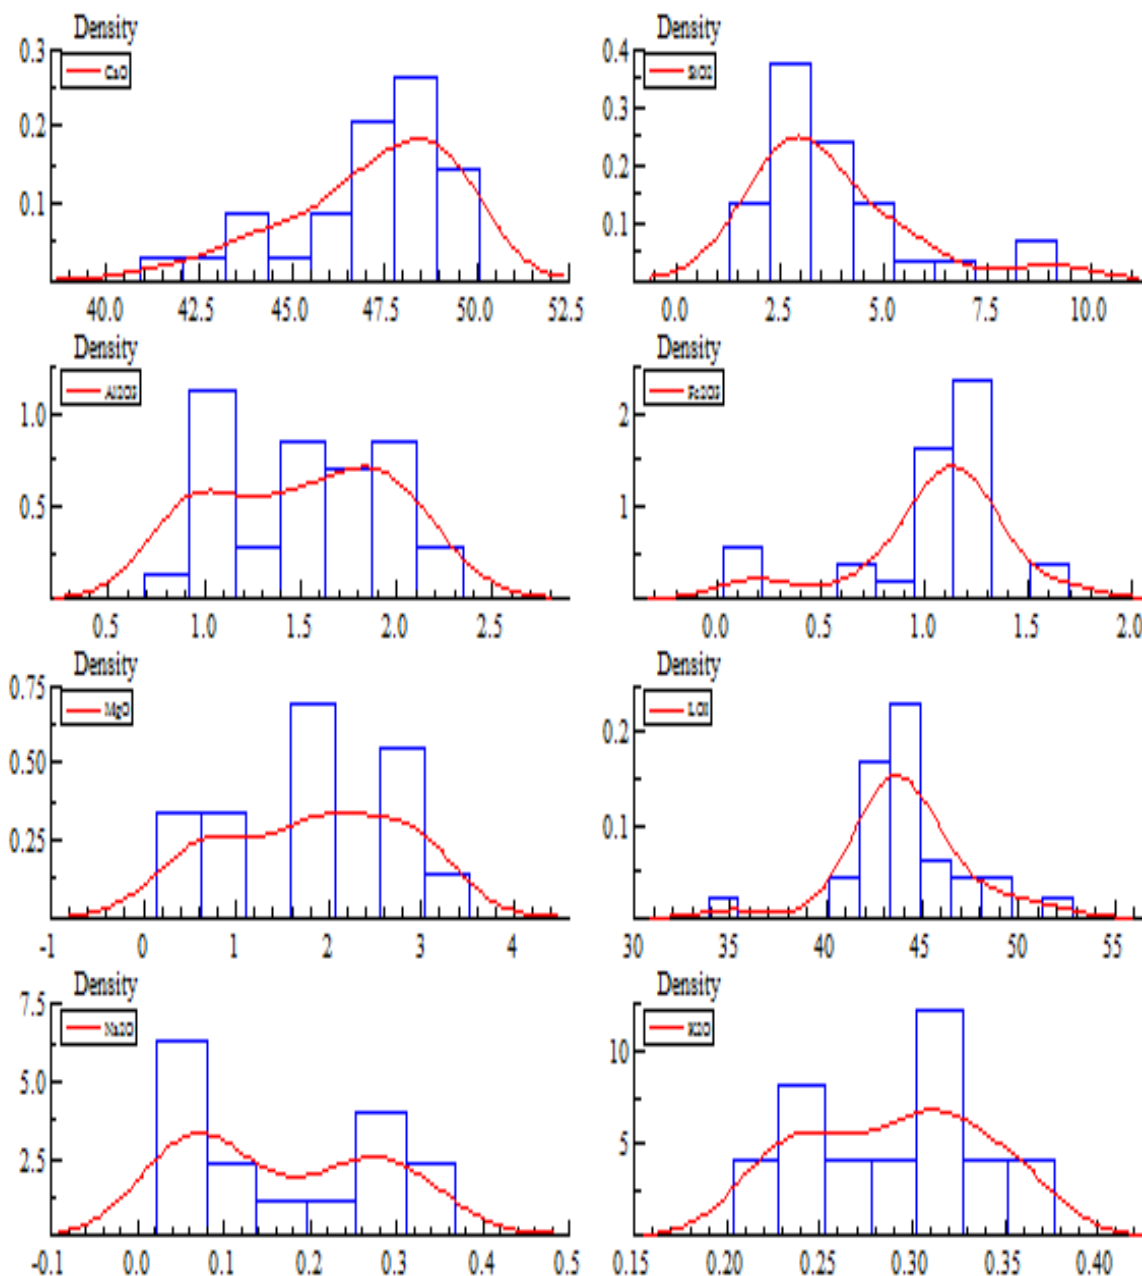 Density
Density
0.3
CaO
0.4
SiO2
0.3
0.2
0.2
0.1
0.1
40.0 42.5 45.0 47.5 50.0 52.5
0.0 2.5 5.0 7.5 10.0
Density
Density
Al2O3
Fe2O3
1.0
2
0.5
1
0.5 1.0 1.5 2.0 2.5
0.0 0.5 1.0 1.5 2.0
Density
Density
0.75
MgO
LOI
0.50
0.2
0.25
0.1
-1 0 1 2 3 4
30 35 40 45 50 55
Density
Density
7.5
Na2O
K2O
5.0
10
2.5
5
-0.1 0.0 0.1 0.2 0.3 0.4 0.5
0.15 0.20 0.25 0.30 0.35 0.40